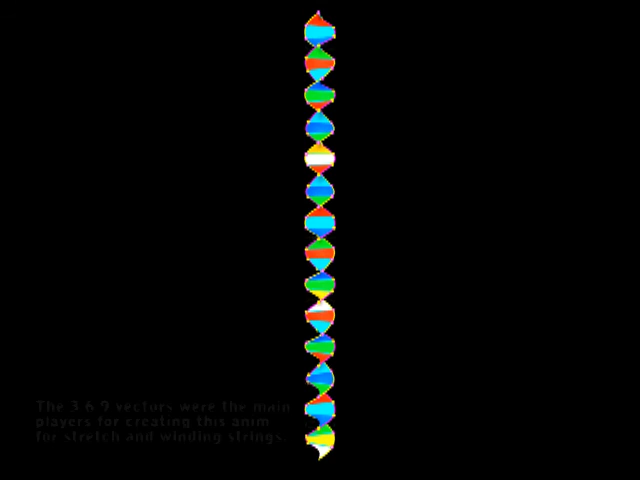 The 3 6 9 vectors were the main
players for creating this anim
for stretch and winding strings.